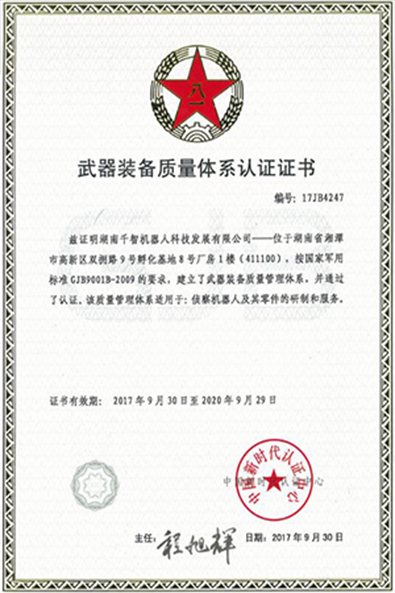 八一
武器装备质量体系认证证书
编号：17JB4247
兹证明湖南千智机器人科技发展有限公司——位于湖南省湘潭
市高新区双拥路9号孵化基地8号厂房1楼（411100），按国家军用
标准GJB9001B-2009的要求，建立了武器装备质量管理体系，并通过
了认证。该质量管理体系适用于：侦察机器人及其零件的研制和服务。
证书有效期： 2017年9月30日至2020年9月29日
中国新时代认证中心
中国新时代认证中心
主任： 程旭辉 日期：2017年9月30日